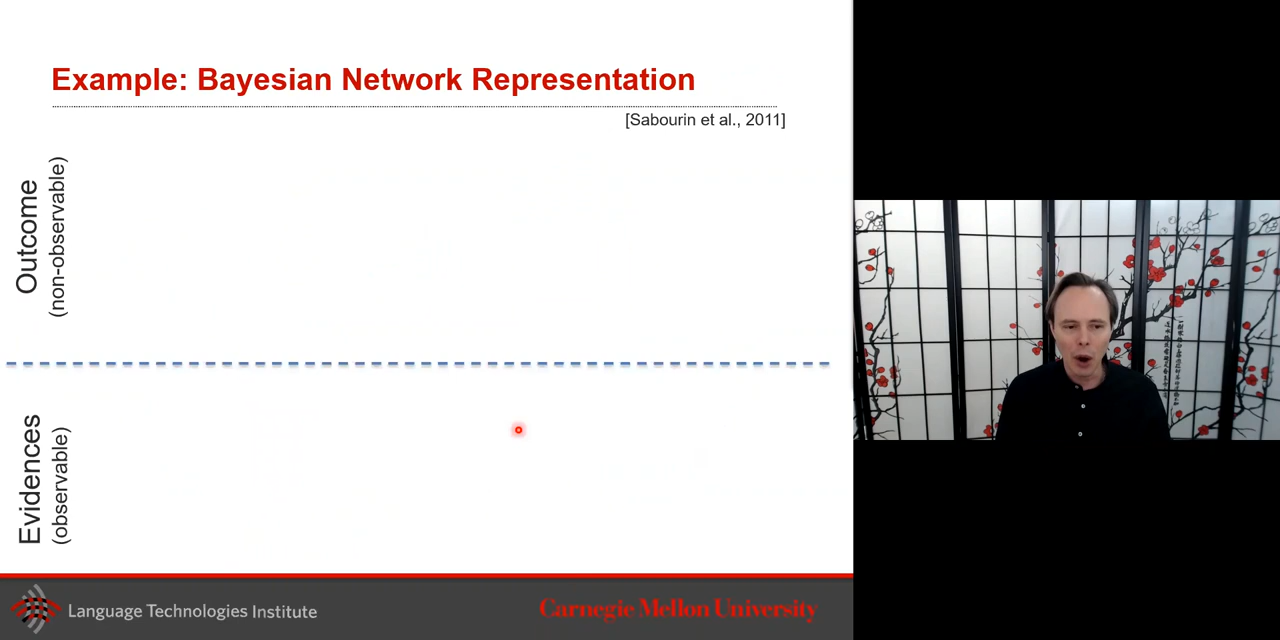 Example: Bayesian Network Representation
[Sabourin et al., 2011]
Outcome
(non-observable)
Evidences
(observable)
Language Technologies Institute
Carnegie Mellon University